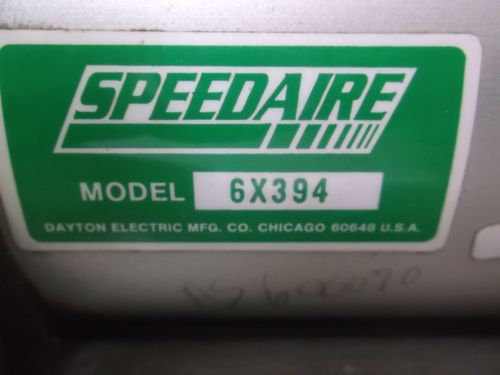 SPEEDAIRE
MODEL 6X394
DAYTON ELECTRIC MFG. CO. CHICAGO 60648 U.S.A.